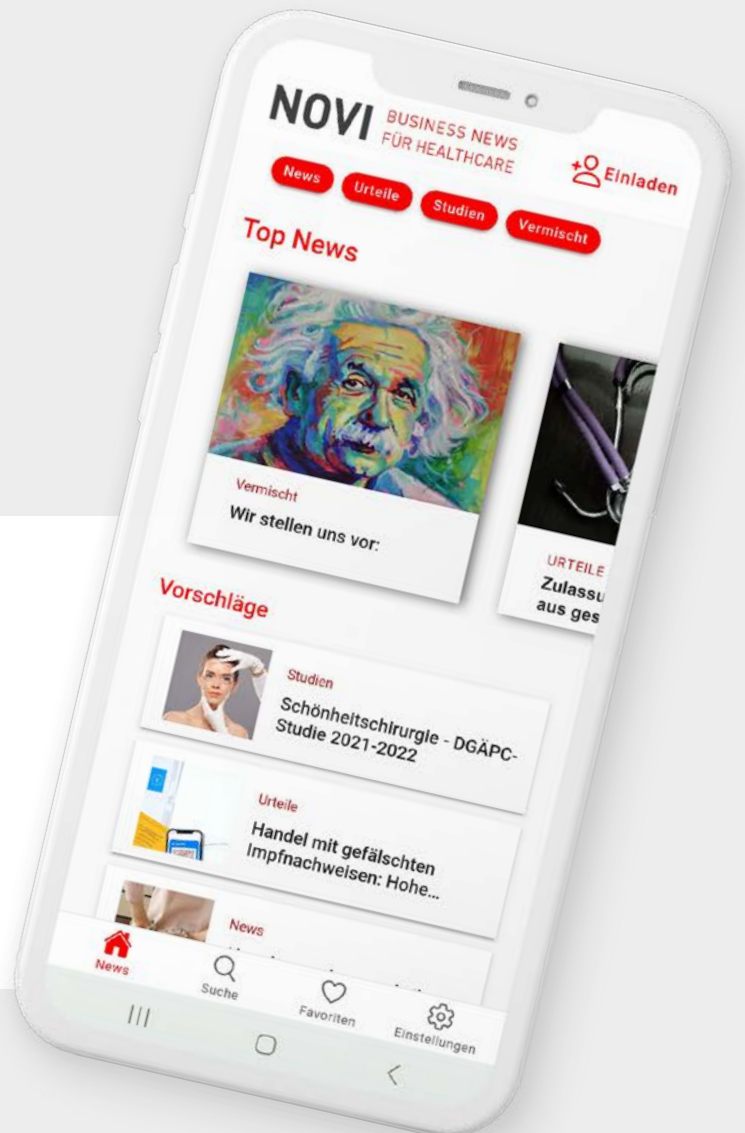 NOVI
BUSINESS NEWS
FÜR HEALTHCARE
Einladen
News
Urteile
Studien
Vermischt
Top News
Vermischt
Wir stellen uns vor:
URTEILE
Zulassu
aus ges
Vorschläge
Studien
Schönheitschirurgie - DGÄPC-
Studie 2021-2022
Urteile
Handel mit gefälschten
Impfnachweisen: Hohe...
News
News
Suche
Favoriten
Einstellungen